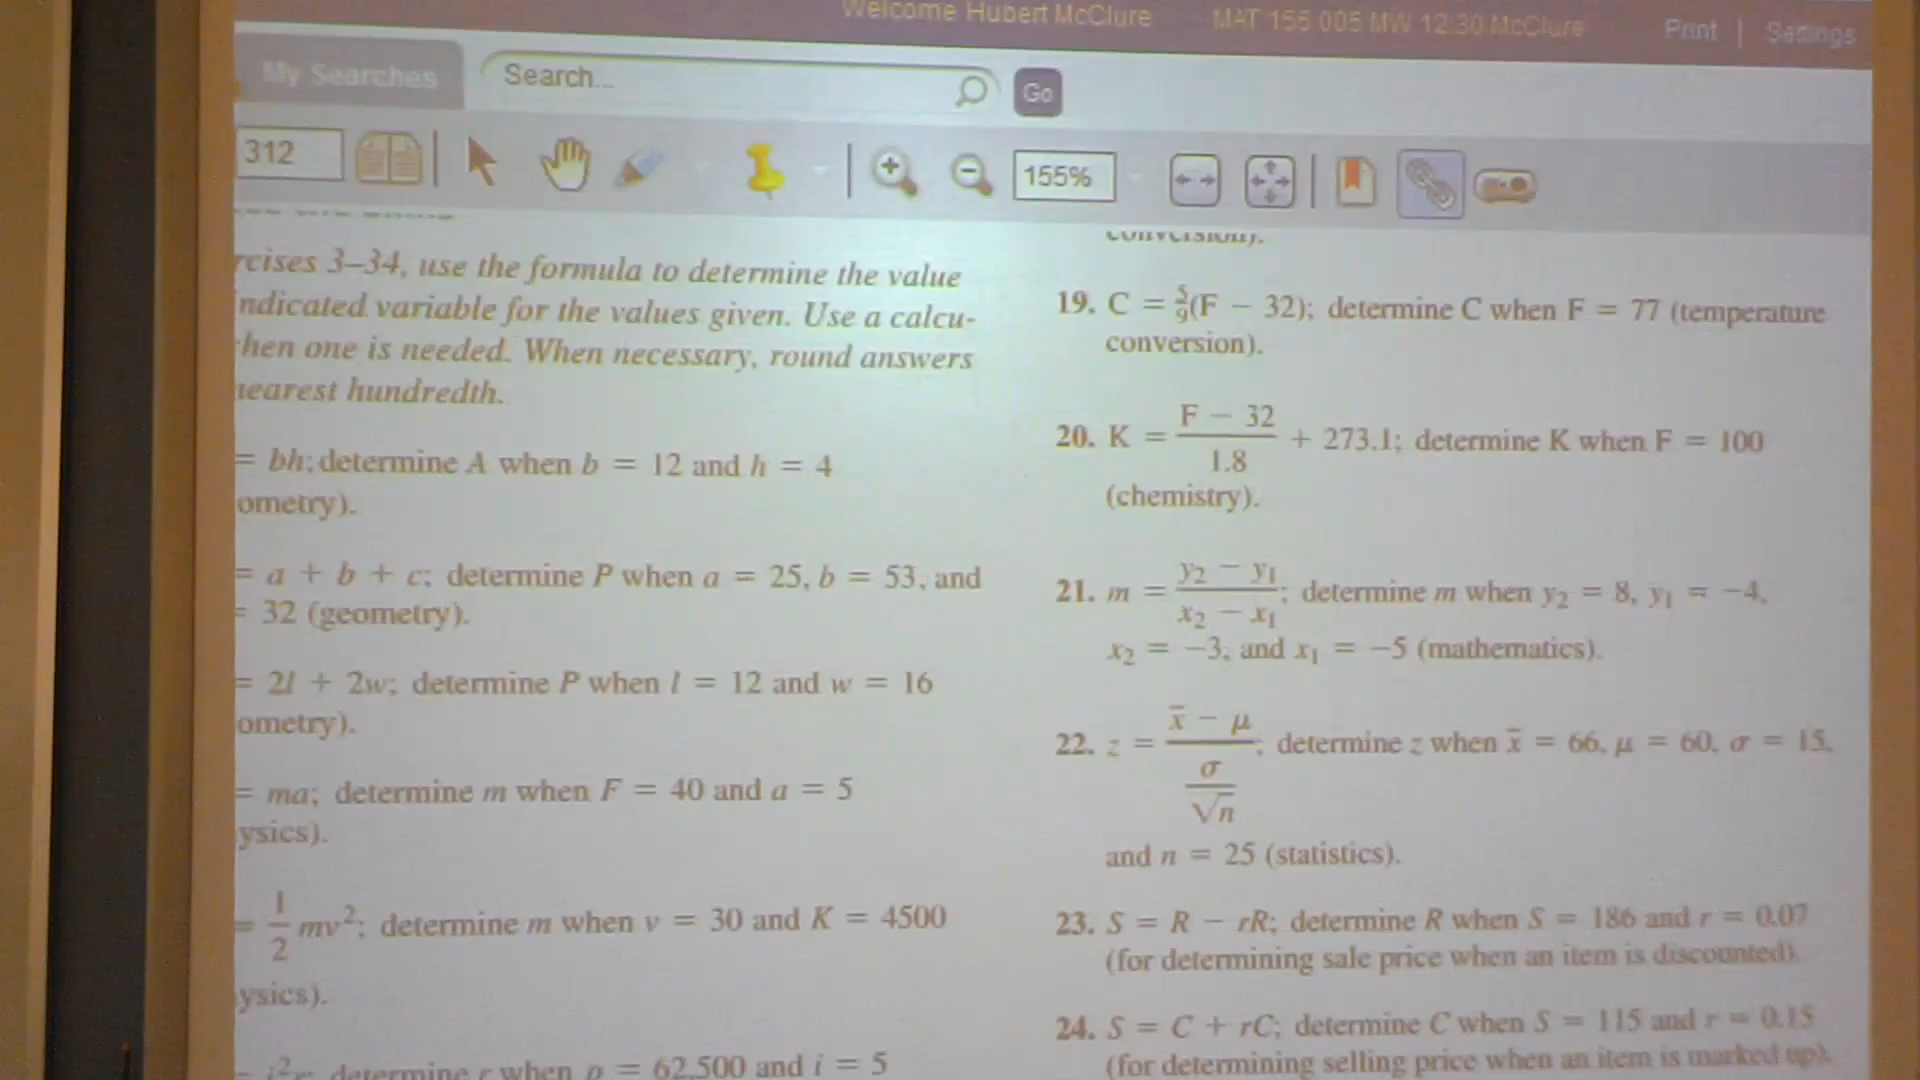 Welcome Hubert McClure MAT 155 005 MW 12:30 McClure Print | Settings
My Searches Search... Go
312 155%
rcises 3–34, use the formula to determine the value
ndicated variable for the values given. Use a calcu-
hen one is needed. When necessary, round answers
earest hundredth.
= bh; determine A when b = 12 and h = 4
ometry).
= a + b + c; determine P when a = 25, b = 53, and
= 32 (geometry).
= 2l + 2w; determine P when l = 12 and w = 16
ometry).
= ma; determine m when F = 40 and a = 5
ysics).
= 1/2 mv²; determine m when v = 30 and K = 4500
ysics).
i²r; determine r when p = 62,500 and i = 5
conversion).
19. C = 5/9(F − 32); determine C when F = 77 (temperature
conversion).
20. K = (F − 32)/1.8 + 273.1; determine K when F = 100
(chemistry).
21. m = (y₂ − y₁)/(x₂ − x₁); determine m when y₂ = 8, y₁ = −4,
x₂ = −3, and x₁ = −5 (mathematics).
22. z = (x̄ − μ)/(σ/√n); determine z when x̄ = 66, μ = 60, σ = 15,
and n = 25 (statistics).
23. S = R − rR; determine R when S = 186 and r = 0.07
(for determining sale price when an item is discounted).
24. S = C + rC; determine C when S = 115 and r = 0.15
(for determining selling price when an item is marked up).